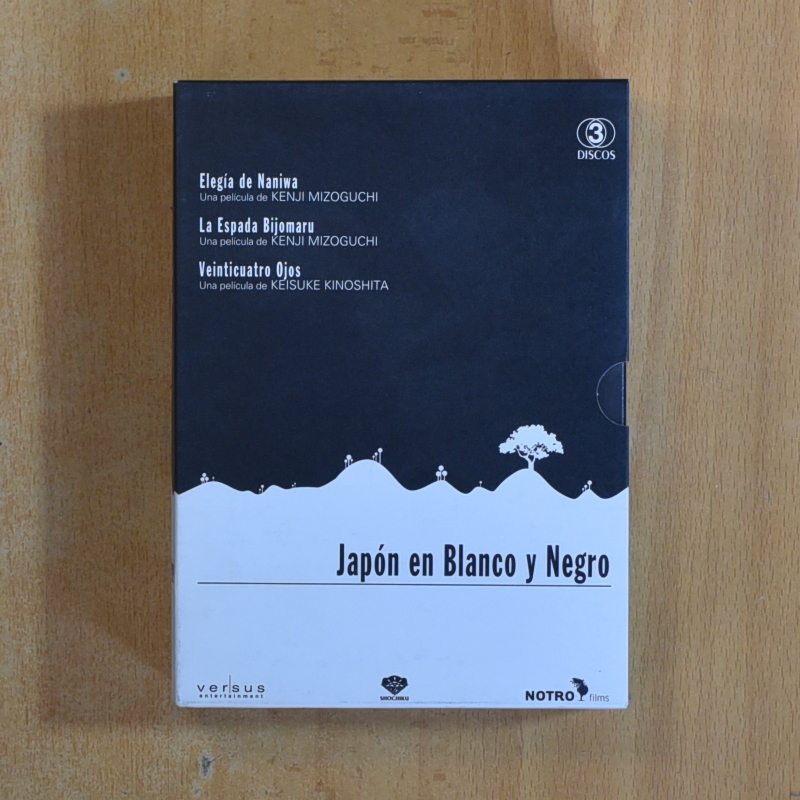 3
DISCOS
Elegía de Naniwa
Una película de KENJI MIZOGUCHI
La Espada Bijomaru
Una película de KENJI MIZOGUCHI
Veinticuatro Ojos
Una película de KEISUKE KINOSHITA
Japón en Blanco y Negro
versus
entertainment
SHOCHIKU
NOTRO films